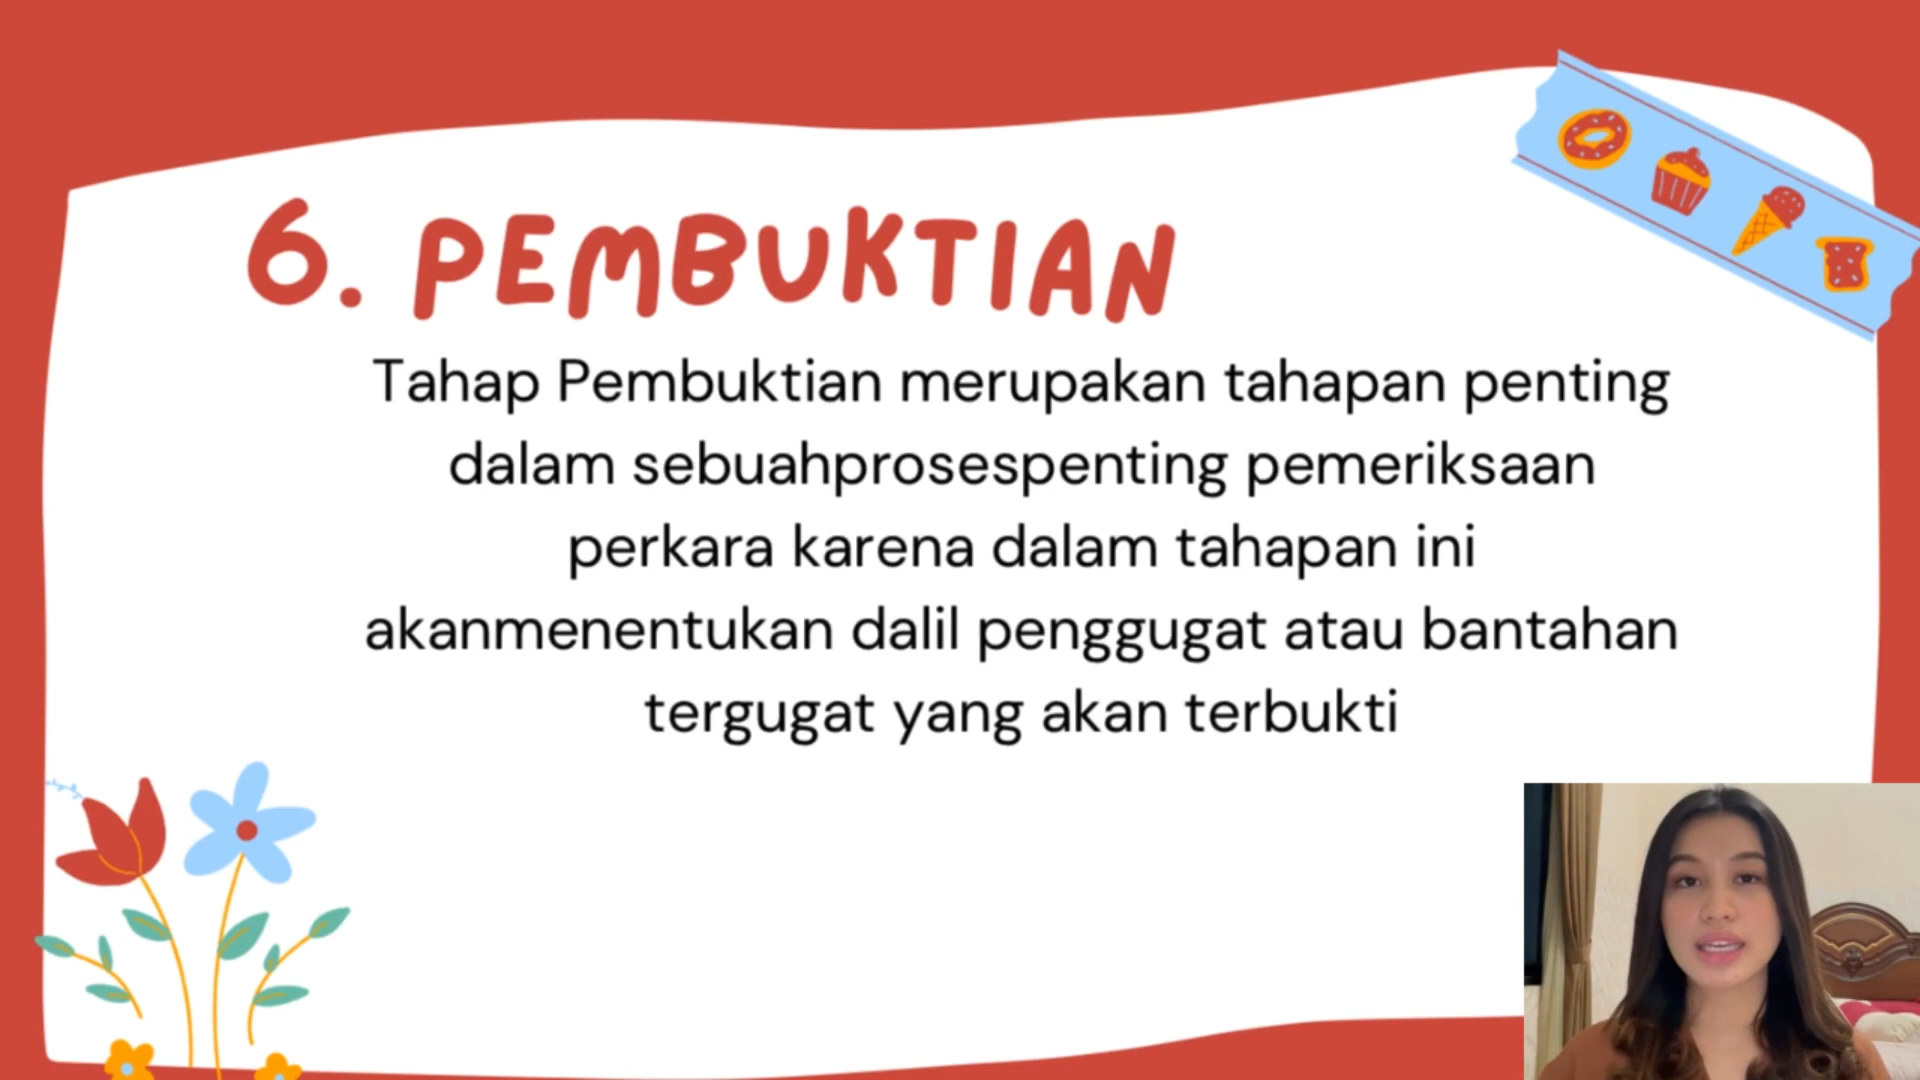 6. PEMBUKTIAN
Tahap Pembuktian merupakan tahapan penting
dalam sebuahprosespenting pemeriksaan
perkara karena dalam tahapan ini
akanmenentukan dalil penggugat atau bantahan
tergugat yang akan terbukti